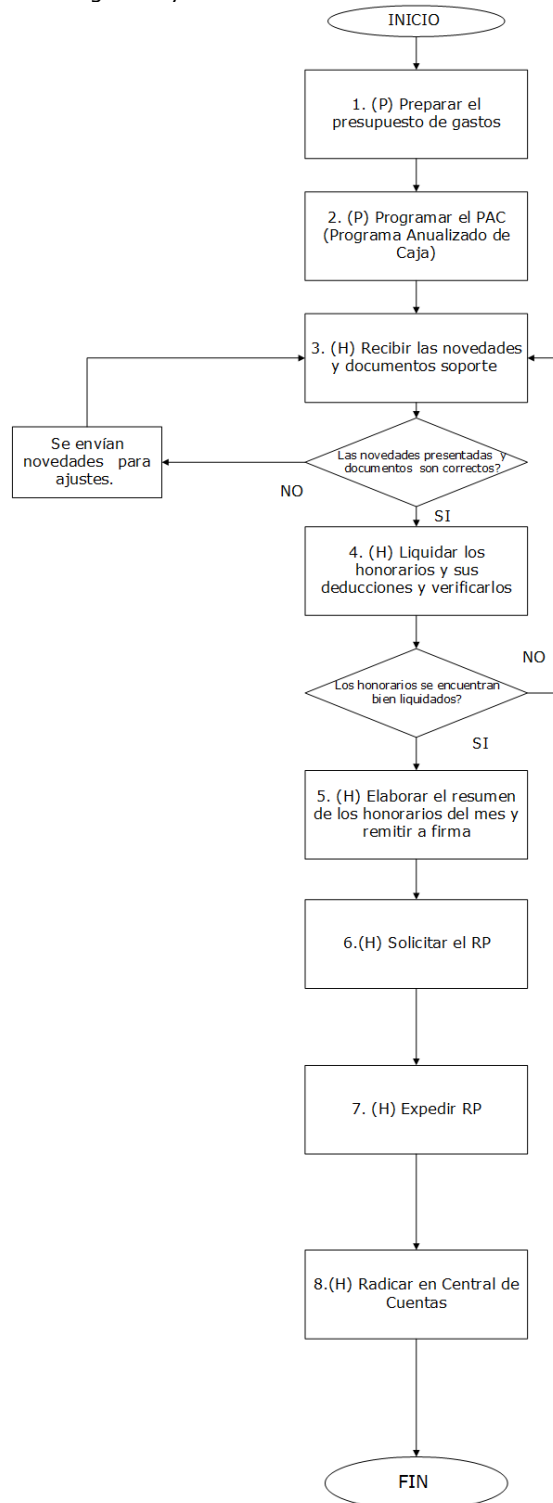 INICIO
1. (P) Preparar el
presupuesto de gastos
2. (P) Programar el PAC
(Programa Anualizado de
Caja)
3. (H) Recibir las novedades
y documentos soporte
Se envían
novedades para
ajustes.
Las novedades presentadas y
documentos son correctos?
NO
SI
4. (H) Liquidar los
honorarios y sus
deducciones y verificarlos
NO
Los honorarios se encuentran
bien liquidados?
SI
5. (H) Elaborar el resumen
de los honorarios del mes y
remitir a firma
6.(H) Solicitar el RP
7. (H) Expedir RP
8.(H) Radicar en Central de
Cuentas
FIN